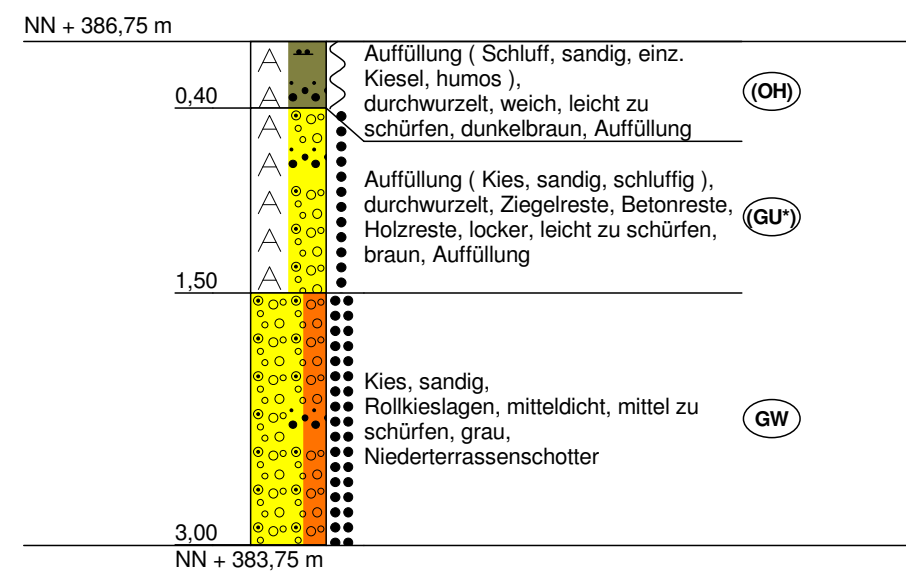 NN + 386,75 m
Auffüllung ( Schluff, sandig, einz.
Kiesel, humos ),
durchwurzelt, weich, leicht zu
schürfen, dunkelbraun, Auffüllung
(OH)
0,40
A
A
A
A
A
A
A
Auffüllung ( Kies, sandig, schluffig ),
durchwurzelt, Ziegelreste, Betonreste,
Holzreste, locker, leicht zu schürfen,
braun, Auffüllung
(GU*)
1,50
Kies, sandig,
Rollkieslagen, mitteldicht, mittel zu
schürfen, grau,
Niederterrassenschotter
GW
3,00
NN + 383,75 m